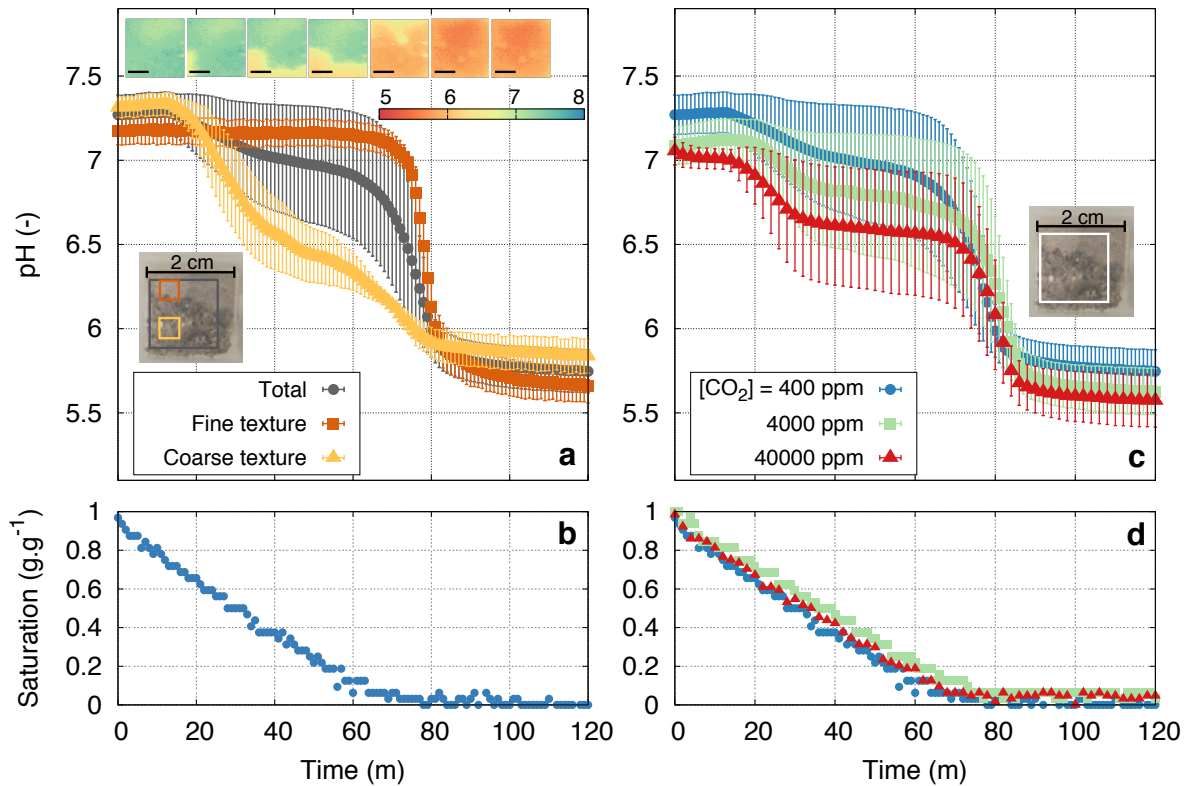 7.5
7
6.5
6
5.5
pH (-)
5 6 7 8
2 cm
Total
Fine texture
Coarse texture
a
2 cm
[CO₂] = 400 ppm
4000 ppm
40000 ppm
c
7.5
7
6.5
6
5.5
1
0.8
0.6
0.4
0.2
0
Saturation (g.g⁻¹)
b
0 20 40 60 80 100 120
Time (m)
1
0.8
0.6
0.4
0.2
0
d
0 20 40 60 80 100 120
Time (m)